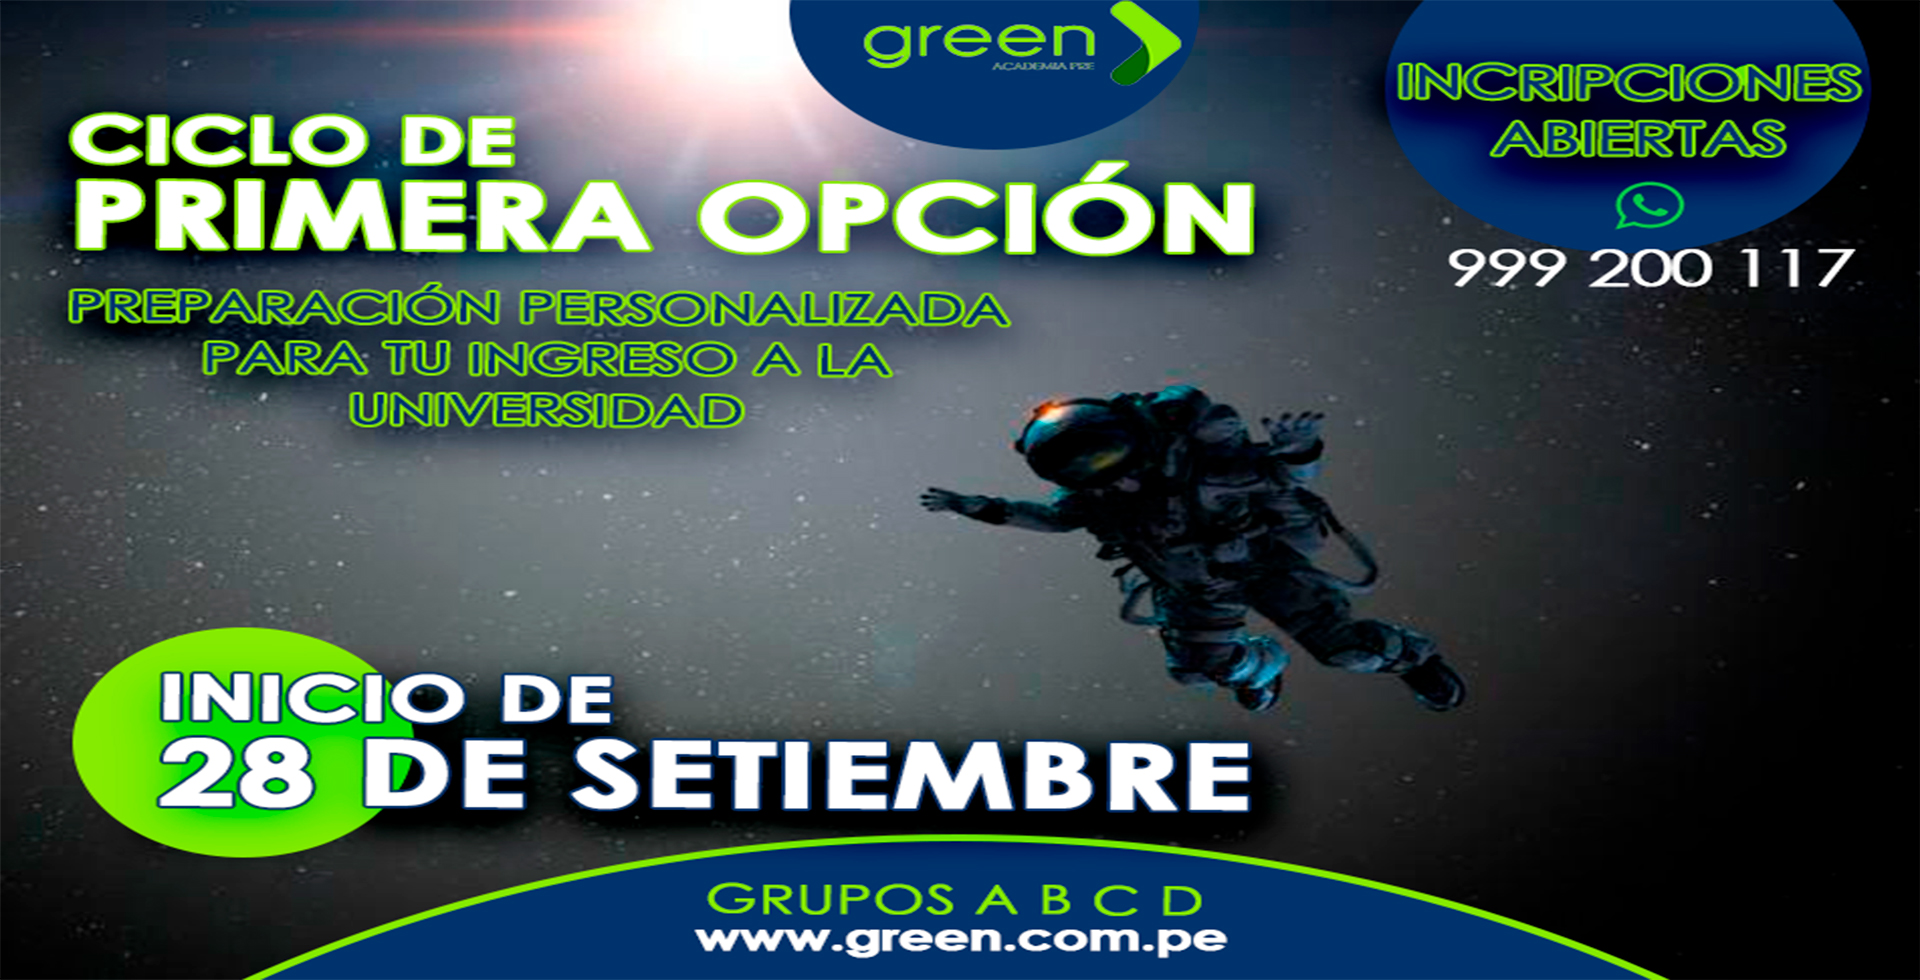 green
ACADEMIA PRE
INCRIPCIONES
ABIERTAS
999 200 117
CICLO DE
PRIMERA OPCIÓN
PREPARACIÓN PERSONALIZADA
PARA TU INGRESO A LA
UNIVERSIDAD
INICIO DE
28 DE SETIEMBRE
GRUPOS A B C D
www.green.com.pe